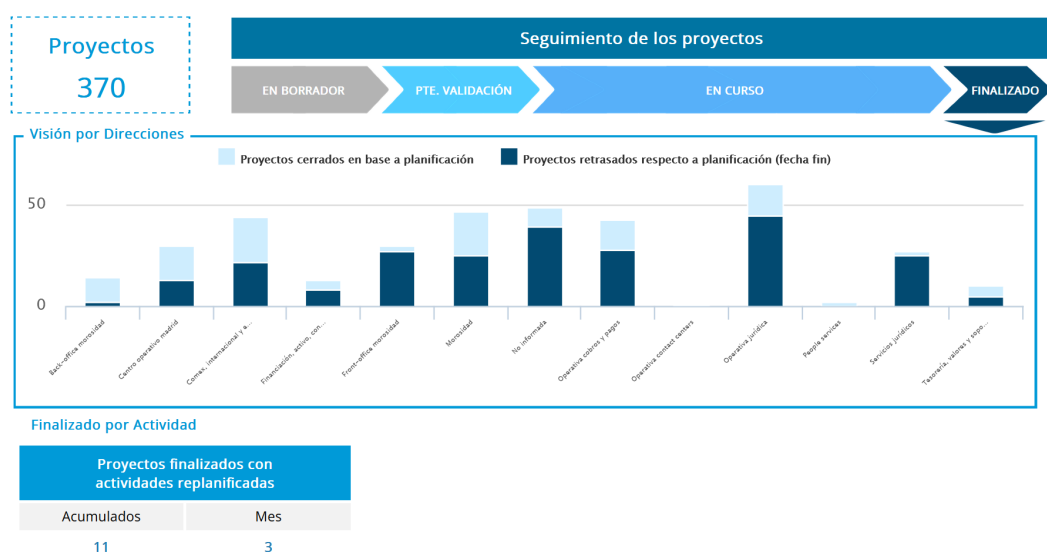 Proyectos
370
Seguimiento de los proyectos
EN BORRADOR
PTE. VALIDACIÓN
EN CURSO
FINALIZADO
Visión por Direcciones
Proyectos cerrados en base a planificación
Proyectos retrasados respecto a planificación (fecha fin)
50
0
Back-office morosidad
Centro operativo madrid
Comex, internacional y a...
Financiación, activo, con...
Front-office morosidad
Morosidad
No informada
Operativa cobros y pagos
Operativa contact centers
Operativa jurídica
People services
Servicios jurídicos
Tesorería, valores y sopo...
Finalizado por Actividad
Proyectos finalizados con
actividades replanificadas
Acumulados
Mes
11
3